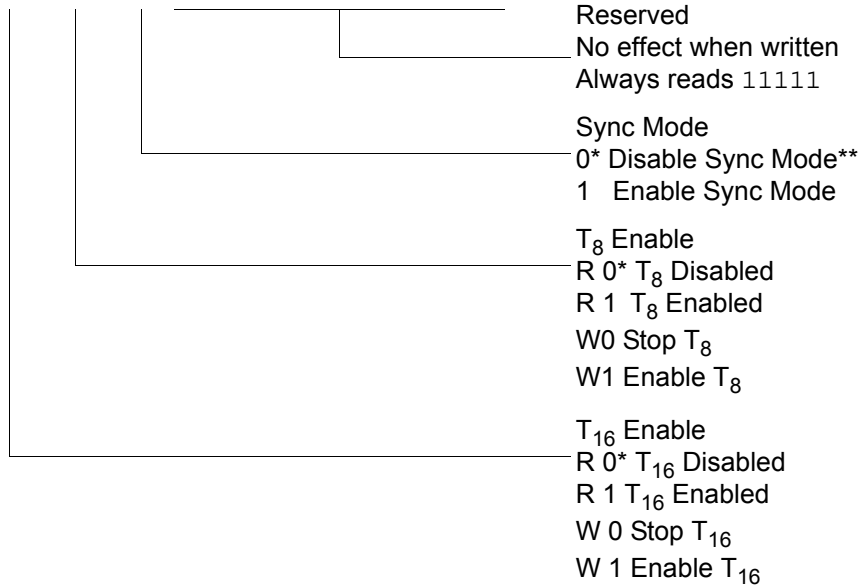 Reserved
No effect when written
Always reads 11111
Sync Mode
0* Disable Sync Mode**
1 Enable Sync Mode
T8 Enable
R 0* T8 Disabled
R 1 T8 Enabled
W0 Stop T8
W1 Enable T8
T16 Enable
R 0* T16 Disabled
R 1 T16 Enabled
W 0 Stop T16
W 1 Enable T16